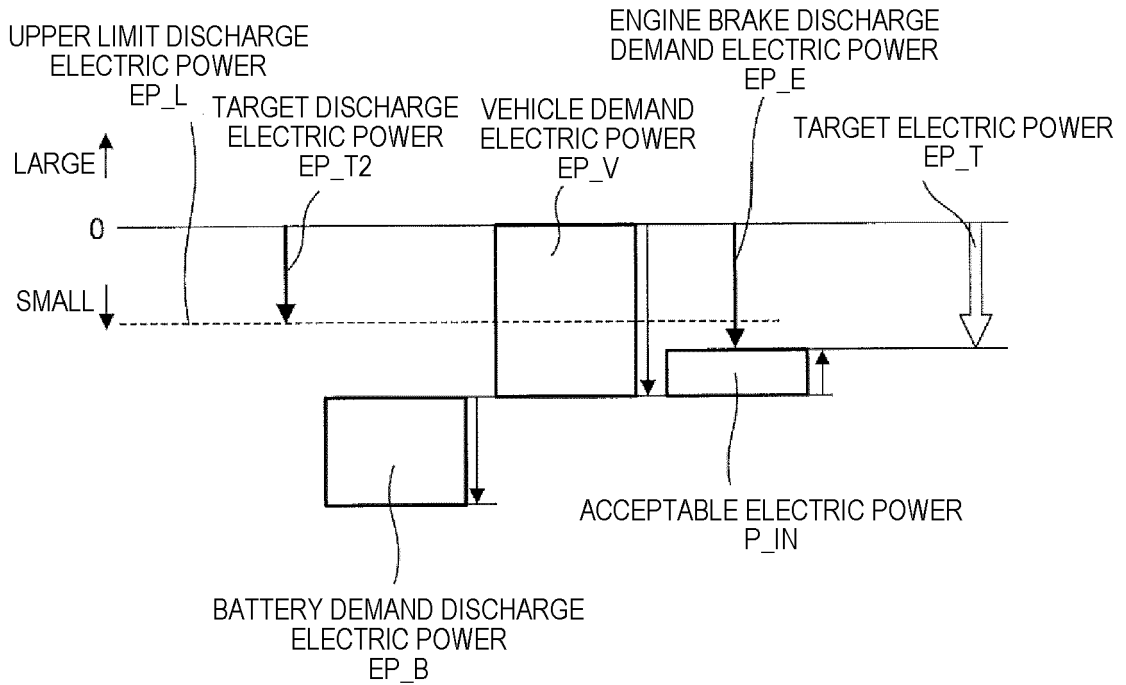 UPPER LIMIT DISCHARGE
ELECTRIC POWER
EP_L
TARGET DISCHARGE
ELECTRIC POWER
EP_T2
VEHICLE DEMAND
ELECTRIC POWER
EP_V
ENGINE BRAKE DISCHARGE
DEMAND ELECTRIC POWER
EP_E
TARGET ELECTRIC POWER
EP_T
LARGE
0
SMALL
ACCEPTABLE ELECTRIC POWER
P_IN
BATTERY DEMAND DISCHARGE
ELECTRIC POWER
EP_B